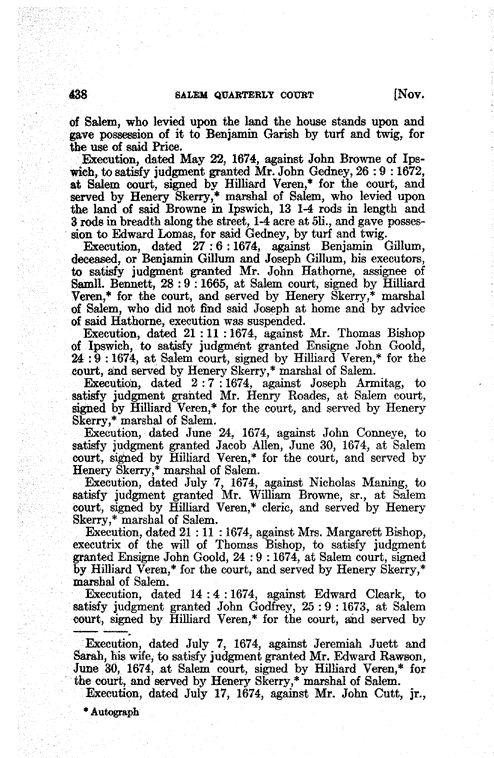 438 SALEM QUARTERLY COURT [Nov.
of Salem, who levied upon the land the house stands upon and
gave possession of it to Benjamin Garish by turf and twig, for
the use of said Price.
Execution, dated May 22, 1674, against John Browne of Ips-
wich, to satisfy judgment granted Mr. John Gedney, 26 : 9 : 1672,
at Salem court, signed by Hilliard Veren,* for the court, and
served by Henery Skerry,* marshal of Salem, who levied upon
the land of said Browne in Ipswich, 13 1-4 rods in length and
3 rods in breadth along the street, 1-4 acre at 5li., and gave posses-
sion to Edward Lomas, for said Gedney, by turf and twig.
Execution, dated 27 : 6 : 1674, against Benjamin Gillum,
deceased, or Benjamin Gillum and Joseph Gillum, his executors,
to satisfy judgment granted Mr. John Hathorne, assignee of
Samll. Bennett, 28 : 9 : 1665, at Salem court, signed by Hilliard
Veren,* for the court, and served by Henery Skerry,* marshal
of Salem, who did not find said Joseph at home and by advice
of said Hathorne, execution was suspended.
Execution, dated 21 : 11 : 1674, against Mr. Thomas Bishop
of Ipswich, to satisfy judgment granted Ensigne John Goold,
24 : 9 : 1674, at Salem court, signed by Hilliard Veren,* for the
court, and served by Henery Skerry,* marshal of Salem.
Execution, dated 2 : 7 : 1674, against Joseph Armitag, to
satisfy judgment granted Mr. Henry Roades, at Salem court,
signed by Hilliard Veren,* for the court, and served by Henery
Skerry,* marshal of Salem.
Execution, dated June 24, 1674, against John Conneye, to
satisfy judgment granted Jacob Allen, June 30, 1674, at Salem
court, signed by Hilliard Veren,* for the court, and served by
Henery Skerry,* marshal of Salem.
Execution, dated July 7, 1674, against Nicholas Maning, to
satisfy judgment granted Mr. William Browne, sr., at Salem
court, signed by Hilliard Veren,* cleric, and served by Henery
Skerry,* marshal of Salem.
Execution, dated 21 : 11 : 1674, against Mrs. Margarett Bishop,
executrix of the will of Thomas Bishop, to satisfy judgment
granted Ensigne John Goold, 24 : 9 : 1674, at Salem court, signed
by Hilliard Veren,* for the court, and served by Henery Skerry,*
marshal of Salem.
Execution, dated 14 : 4 : 1674, against Edward Cleark, to
satisfy judgment granted John Godfrey, 25 : 9 : 1673, at Salem
court, signed by Hilliard Veren,* for the court, and served by
Execution, dated July 7, 1674, against Jeremiah Juett and
Sarah, his wife, to satisfy judgment granted Mr. Edward Rawson,
June 30, 1674, at Salem court, signed by Hilliard Veren,* for
the court, and served by Henery Skerry,* marshal of Salem.
Execution, dated July 17, 1674, against Mr. John Cutt, jr.,
* Autograph